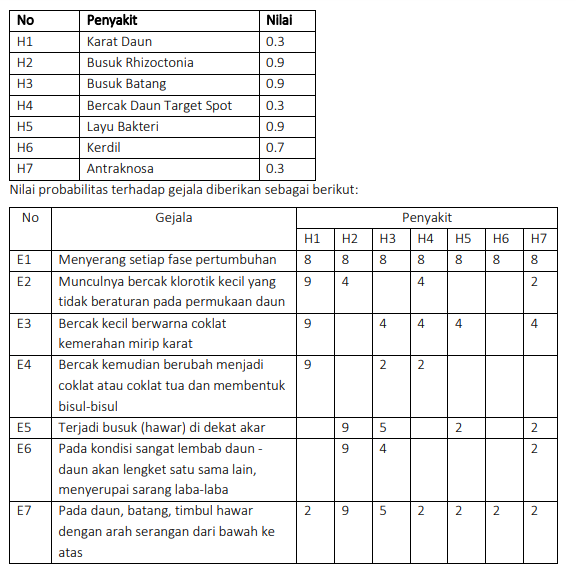 No Penyakit Nilai
H1 Karat Daun 0.3
H2 Busuk Rhizoctonia 0.9
H3 Busuk Batang 0.9
H4 Bercak Daun Target Spot 0.3
H5 Layu Bakteri 0.9
H6 Kerdil 0.7
H7 Antraknosa 0.3
Nilai probabilitas terhadap gejala diberikan sebagai berikut:
No Gejala Penyakit
H1 H2 H3 H4 H5 H6 H7
E1 Menyerang setiap fase pertumbuhan 8 8 8 8 8 8 8
E2 Munculnya bercak klorotik kecil yang 9 4 4 2
tidak beraturan pada permukaan daun
E3 Bercak kecil berwarna coklat 9 4 4 4 4
kemerahan mirip karat
E4 Bercak kemudian berubah menjadi 9 2 2
coklat atau coklat tua dan membentuk
bisul-bisul
E5 Terjadi busuk (hawar) di dekat akar 9 5 2 2
E6 Pada kondisi sangat lembab daun - 9 4 2
daun akan lengket satu sama lain,
menyerupai sarang laba-laba
E7 Pada daun, batang, timbul hawar 2 9 5 2 2 2 2
dengan arah serangan dari bawah ke
atas